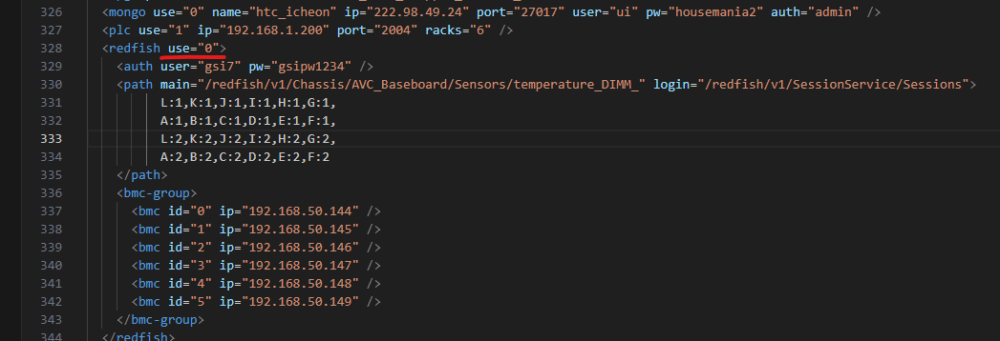 326 <mongo use="0" name="htc_icheon" ip="222.98.49.24" port="27017" user="ui" pw="housemania2" auth="admin" />
327 <plc use="1" ip="192.168.1.200" port="2004" racks="6" />
328 <redfish use="0">
329 <auth user="gsi7" pw="gsipw1234" />
330 <path main="/redfish/v1/Chassis/AVC_Baseboard/Sensors/temperature_DIMM_" login="/redfish/v1/SessionService/Sessions">
331 L:1,K:1,J:1,I:1,H:1,G:1,
332 A:1,B:1,C:1,D:1,E:1,F:1,
333 L:2,K:2,J:2,I:2,H:2,G:2,
334 A:2,B:2,C:2,D:2,E:2,F:2
335 </path>
336 <bmc-group>
337 <bmc id="0" ip="192.168.50.144" />
338 <bmc id="1" ip="192.168.50.145" />
339 <bmc id="2" ip="192.168.50.146" />
340 <bmc id="3" ip="192.168.50.147" />
341 <bmc id="4" ip="192.168.50.148" />
342 <bmc id="5" ip="192.168.50.149" />
343 </bmc-group>
344 </redfish>